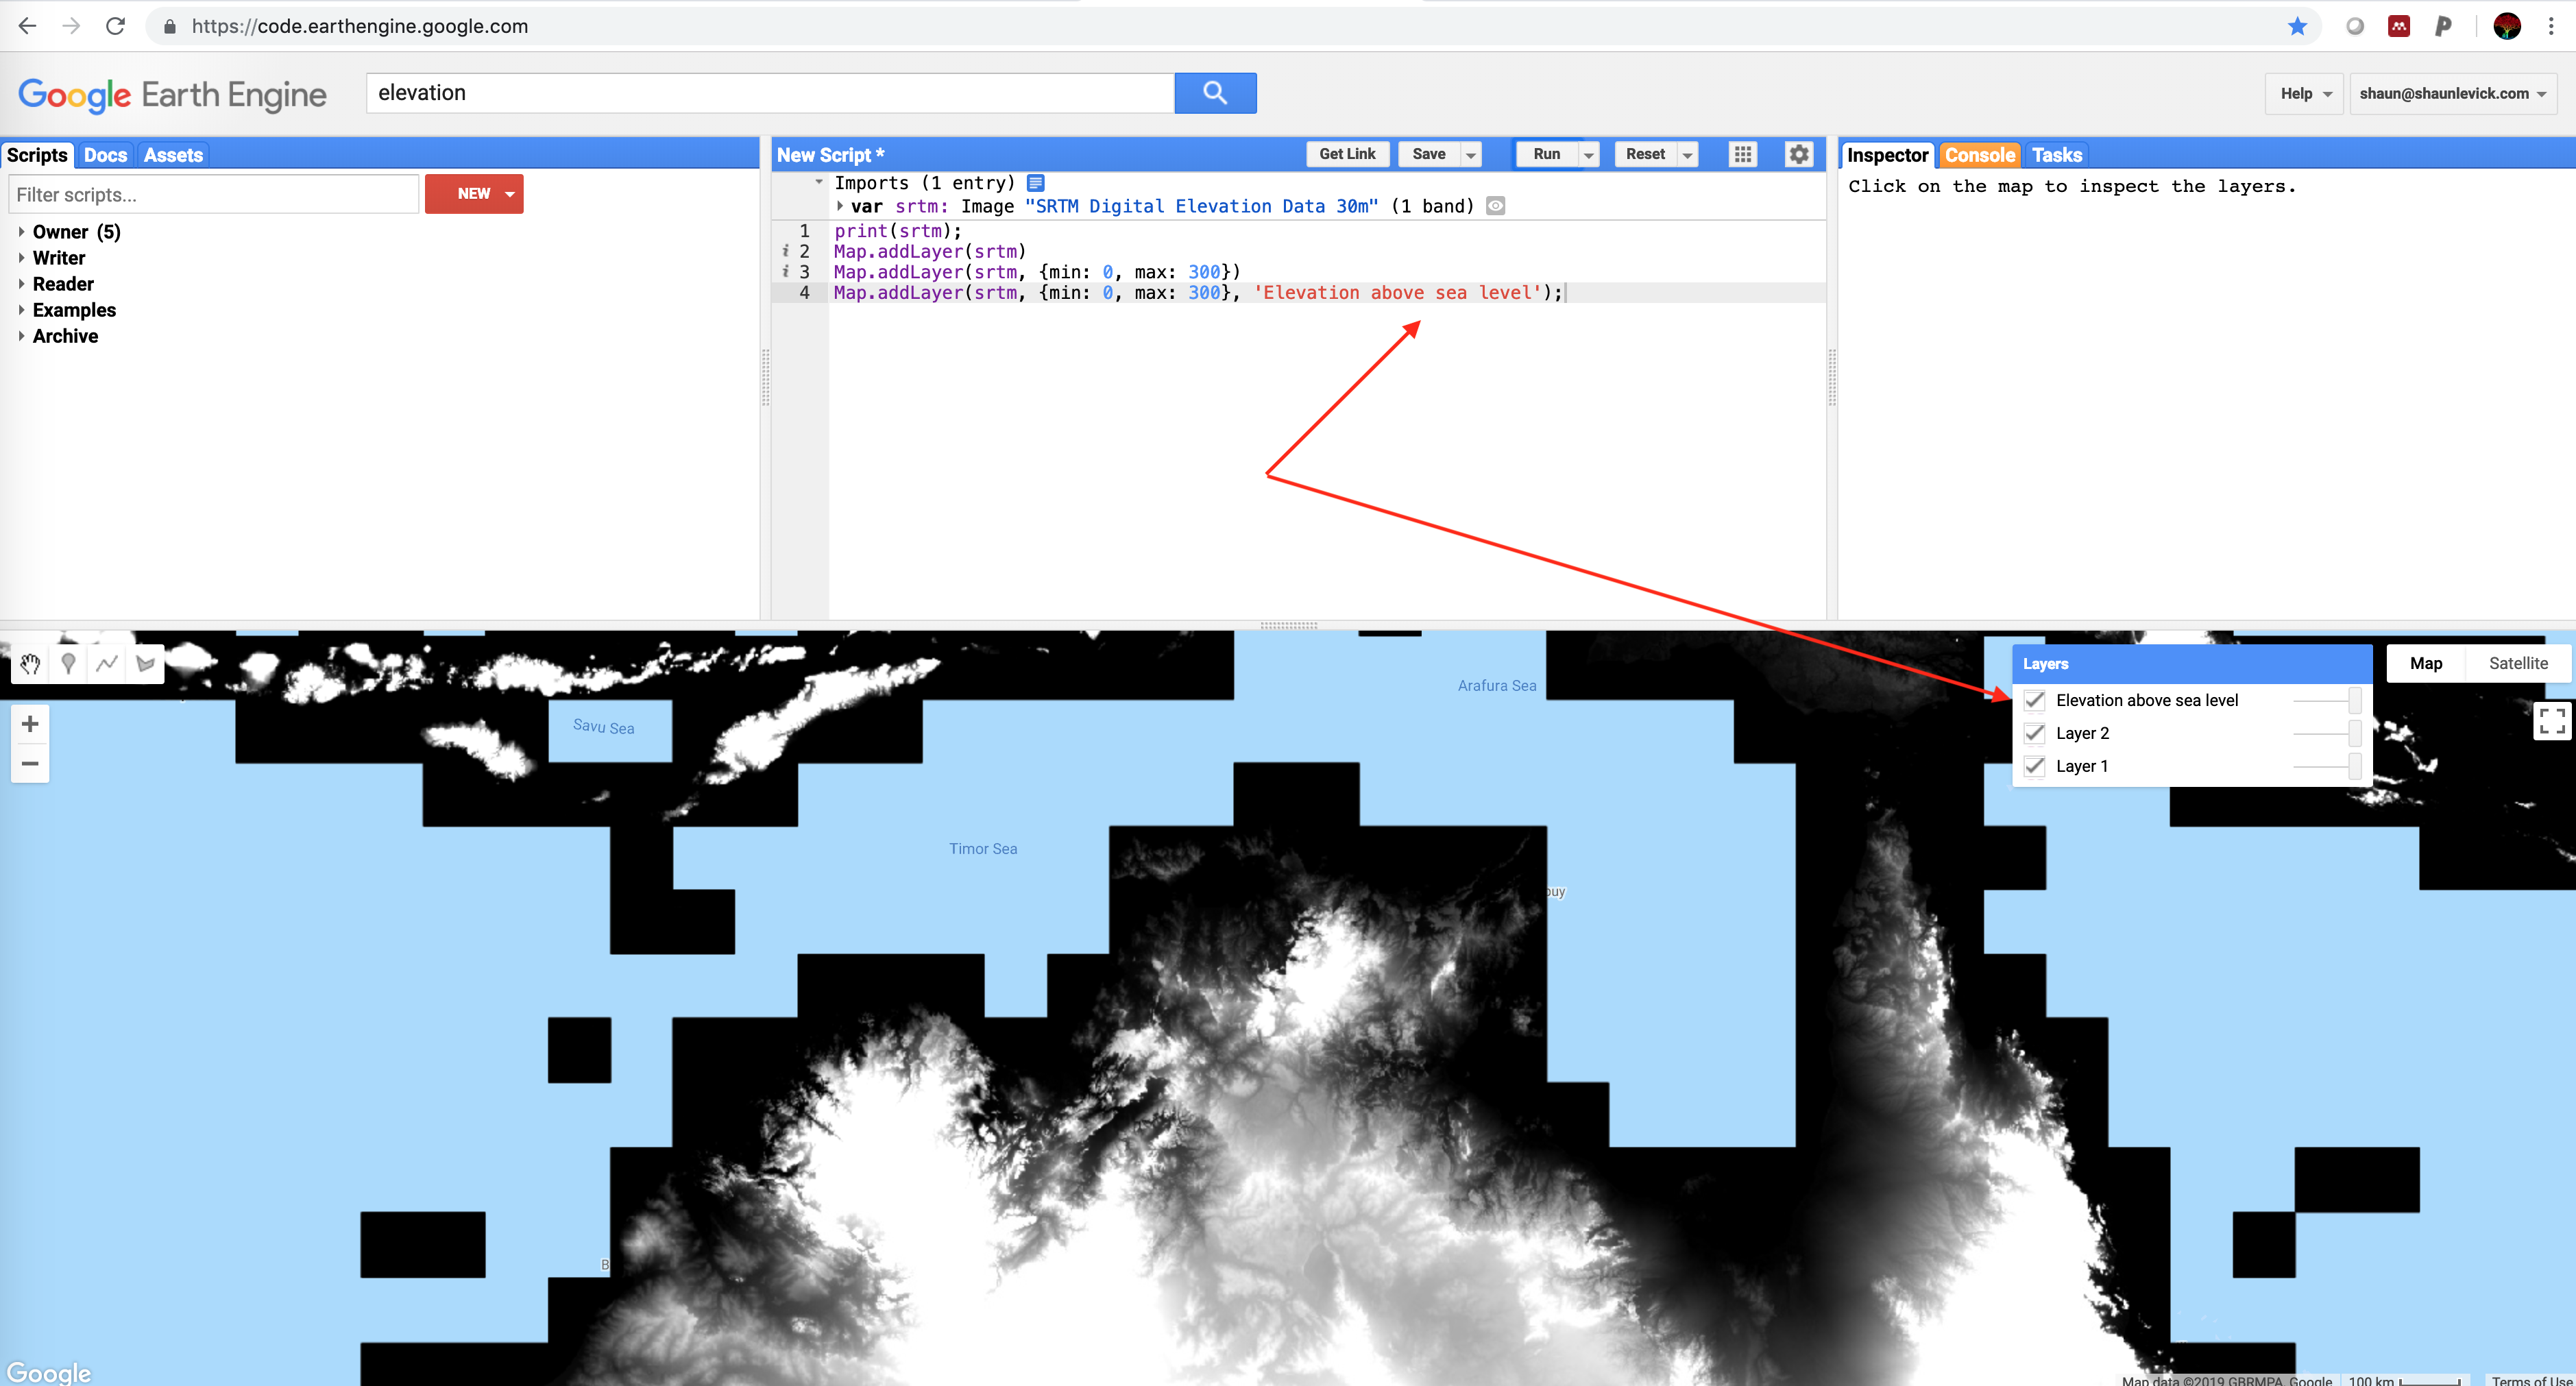 https://code.earthengine.google.com
Google Earth Engine
elevation
Help
shaun@shaunlevick.com
Scripts Docs Assets
New Script *
Get Link Save Run Reset
Inspector Console Tasks
Filter scripts...
NEW
Owner (5)
Writer
Reader
Examples
Archive
Imports (1 entry)
var srtm: Image "SRTM Digital Elevation Data 30m" (1 band)
1 print(srtm);
i 2 Map.addLayer(srtm)
i 3 Map.addLayer(srtm, {min: 0, max: 300})
4 Map.addLayer(srtm, {min: 0, max: 300}, 'Elevation above sea level');
Click on the map to inspect the layers.
Layers
Elevation above sea level
Layer 2
Layer 1
Map Satellite
Arafura Sea
Savu Sea
Timor Sea
buy
B
Google
Map data ©2019 GBRMPA, Google 100 km Terms of Use